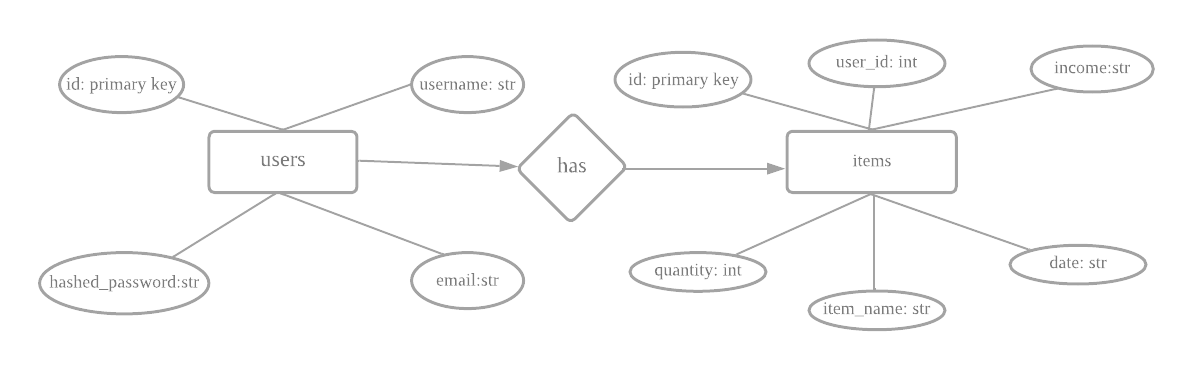 id: primary key
username: str
users
hashed_password:str
email:str
has
id: primary key
user_id: int
income:str
items
quantity: int
item_name: str
date: str